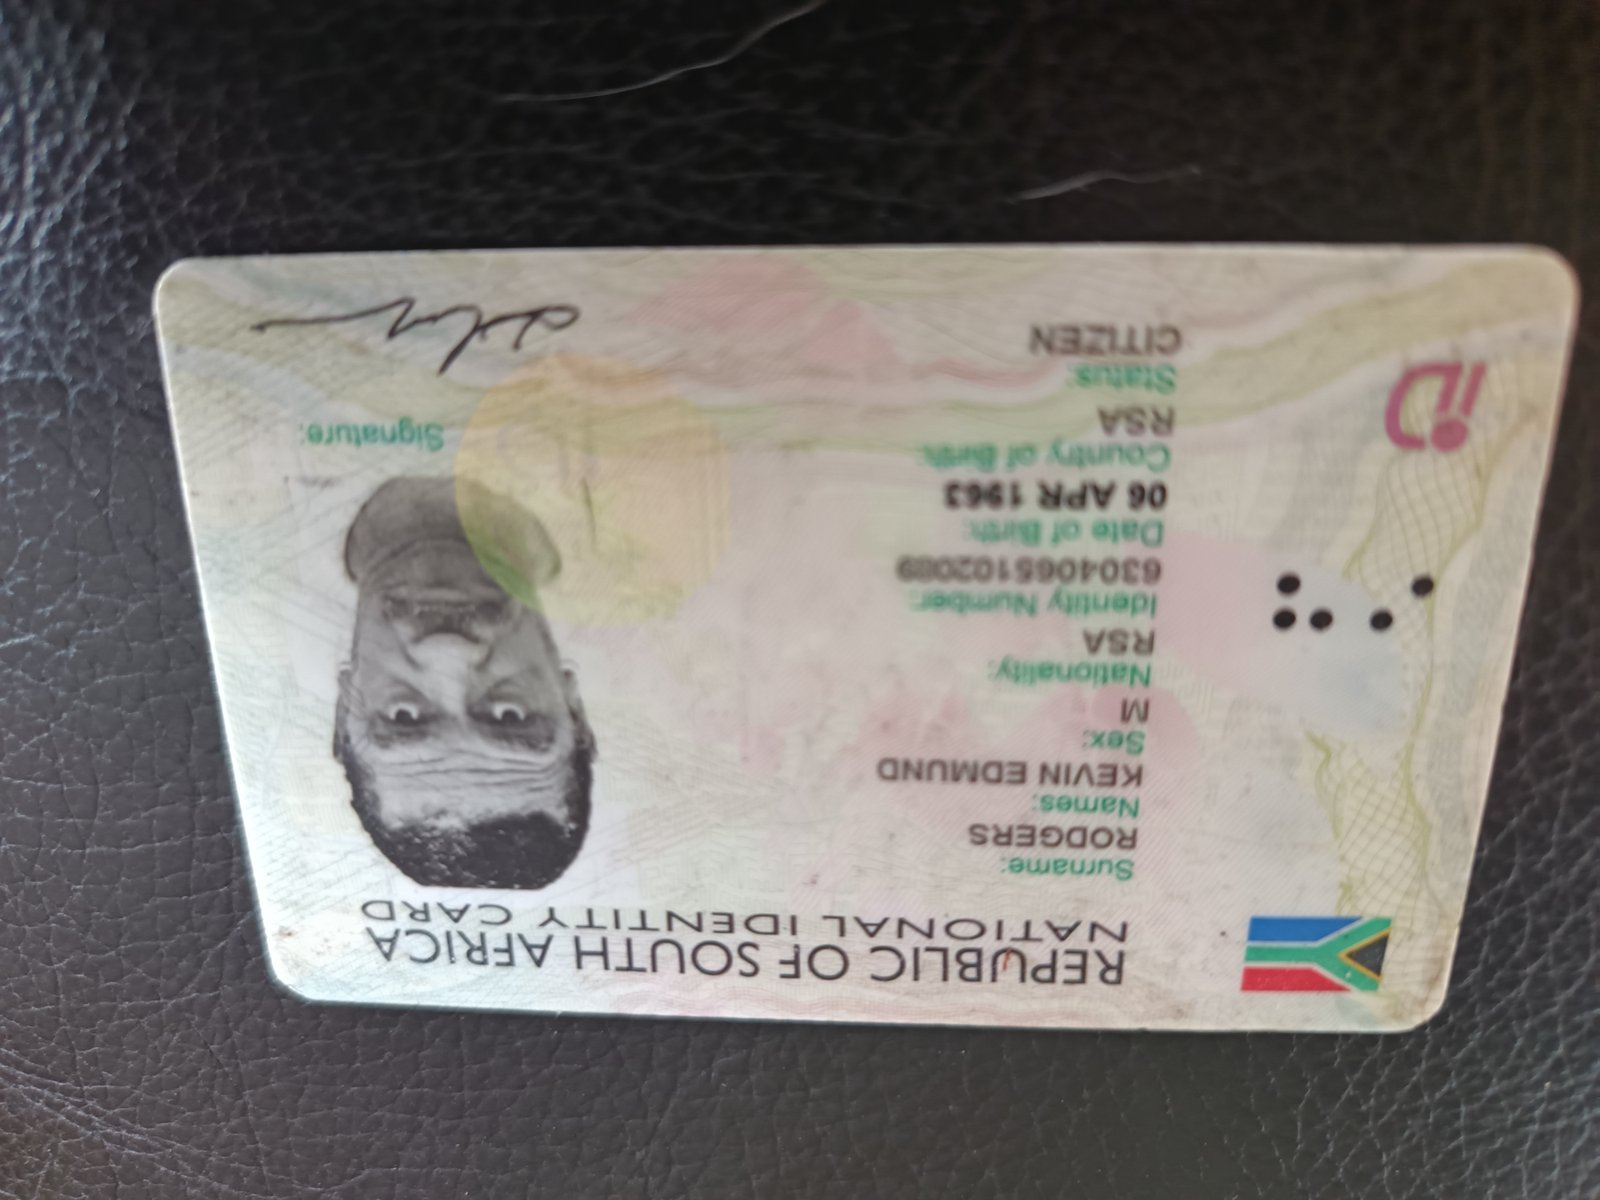 REPUBLIC OF SOUTH AFRICA
NATIONAL IDENTITY CARD
Surname:
RODGERS
Names:
KEVIN EDMUND
Sex:
M
Nationality:
RSA
Identity Number:
6304065102089
Date of Birth:
06 APR 1963
Country of Birth:
RSA
Status:
CITIZEN
Signature:
iD